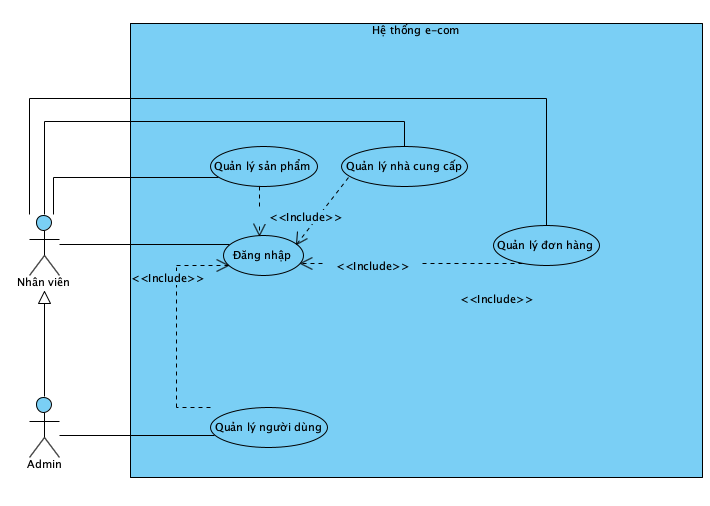 Hệ thống e-com
Quản lý sản phẩm
Quản lý nhà cung cấp
<<Include>>
Quản lý đơn hàng
Đăng nhập
<<Include>>
<<Include>>
Nhân viên
<<Include>>
Quản lý người dùng
Admin